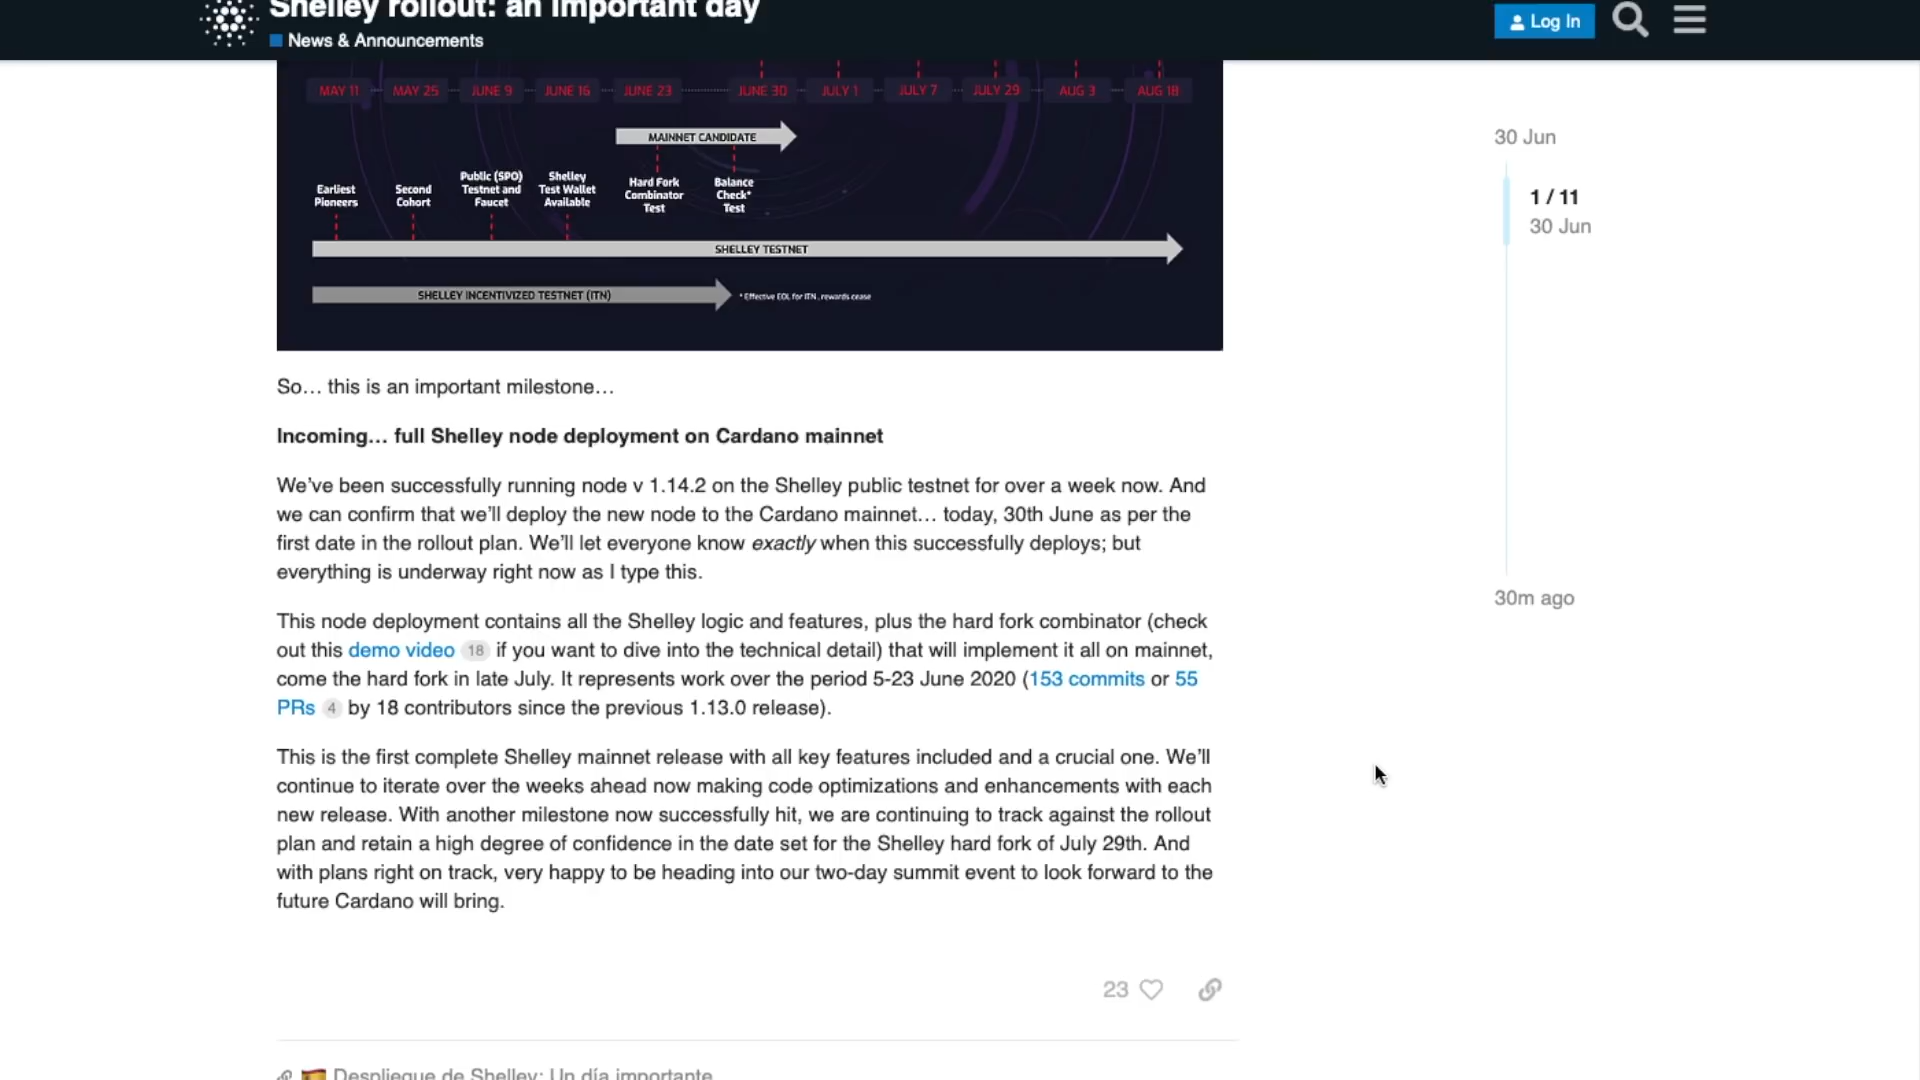 Shelley rollout: an important day
News & Announcements
Log In
MAY 11 MAY 25 JUNE 9 JUNE 16 JUNE 23 JUNE 30 JULY 1 JULY 7 JULY 29 AUG 3 AUG 18
MAINNET CANDIDATE
Earliest
Pioneers
Second
Cohort
Public (SPO)
Testnet and
Faucet
Shelley
Test Wallet
Available
Hard Fork
Combinator
Test
Balance
Check*
Test
SHELLEY TESTNET
SHELLEY INCENTIVIZED TESTNET (ITN)
* Effective EOL for ITN, rewards cease
30 Jun
1 / 11
30 Jun
30m ago
So… this is an important milestone…
Incoming… full Shelley node deployment on Cardano mainnet
We’ve been successfully running node v 1.14.2 on the Shelley public testnet for over a week now. And
we can confirm that we’ll deploy the new node to the Cardano mainnet… today, 30th June as per the
first date in the rollout plan. We’ll let everyone know exactly when this successfully deploys; but
everything is underway right now as I type this.
This node deployment contains all the Shelley logic and features, plus the hard fork combinator (check
out this demo video 18 if you want to dive into the technical detail) that will implement it all on mainnet,
come the hard fork in late July. It represents work over the period 5-23 June 2020 (153 commits or 55
PRs 4 by 18 contributors since the previous 1.13.0 release).
This is the first complete Shelley mainnet release with all key features included and a crucial one. We’ll
continue to iterate over the weeks ahead now making code optimizations and enhancements with each
new release. With another milestone now successfully hit, we are continuing to track against the rollout
plan and retain a high degree of confidence in the date set for the Shelley hard fork of July 29th. And
with plans right on track, very happy to be heading into our two-day summit event to look forward to the
future Cardano will bring.
23
Despliegue de Shelley: Un día importante